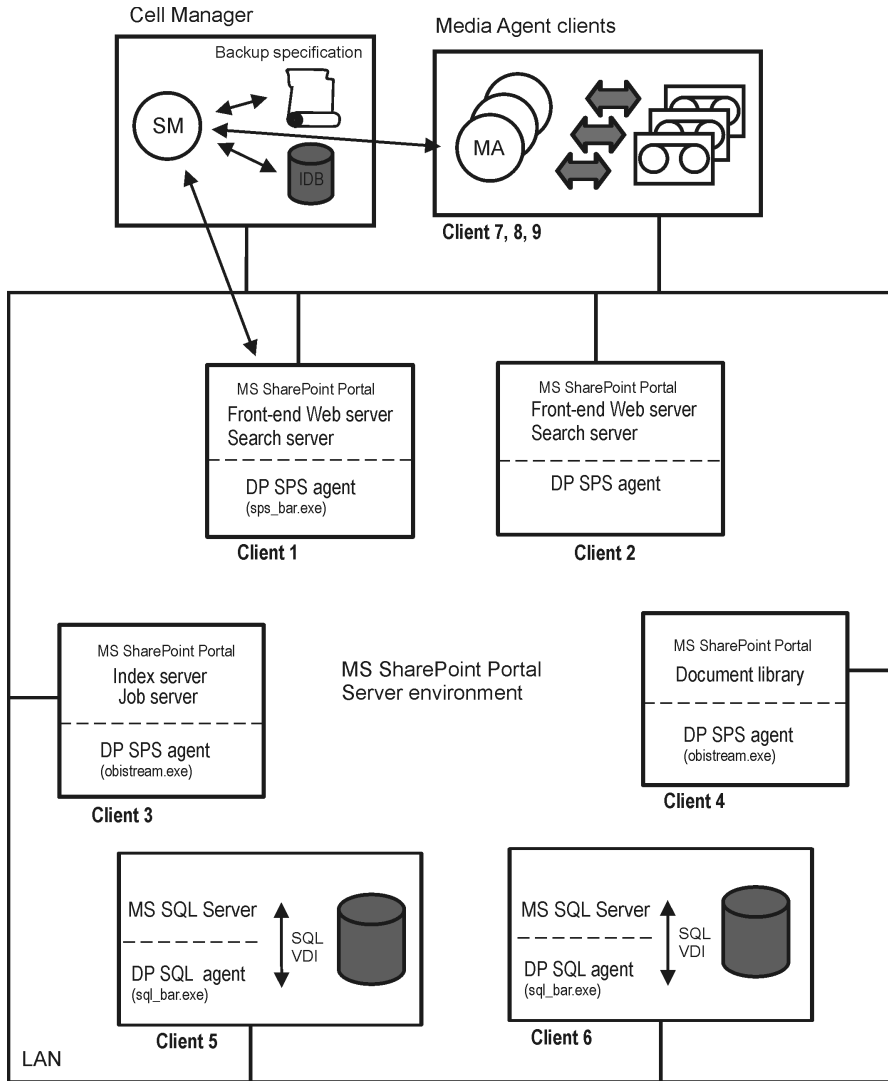 Cell Manager
Media Agent clients
Backup specification
SM
IDB
MA
Client 7, 8, 9
MS SharePoint Portal
Front-end Web server
Search server
DP SPS agent
(sps_bar.exe)
Client 1
MS SharePoint Portal
Front-end Web server
Search server
DP SPS agent
Client 2
MS SharePoint Portal
Index server
Job server
DP SPS agent
(obistream.exe)
Client 3
MS SharePoint Portal
Server environment
MS SharePoint Portal
Document library
DP SPS agent
(obistream.exe)
Client 4
MS SQL Server
DP SQL agent
(sql_bar.exe)
SQL
VDI
Client 5
MS SQL Server
DP SQL agent
(sql_bar.exe)
SQL
VDI
Client 6
LAN